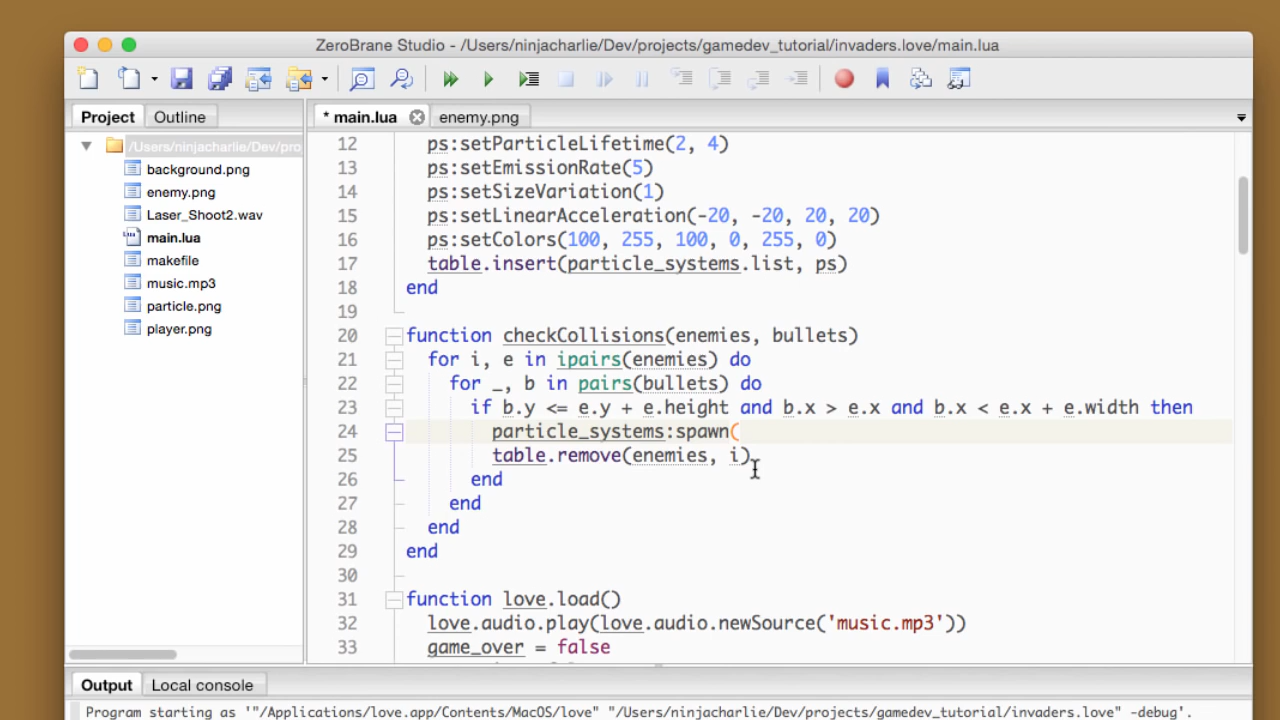 ZeroBrane Studio - /Users/ninjacharlie/Dev/projects/gamedev_tutorial/invaders.love/main.lua
Project
Outline
* main.lua
enemy.png
/Users/ninjacharlie/Dev/pro
background.png
enemy.png
Laser_Shoot2.wav
main.lua
makefile
music.mp3
particle.png
player.png
12 ps:setParticleLifetime(2, 4)
13 ps:setEmissionRate(5)
14 ps:setSizeVariation(1)
15 ps:setLinearAcceleration(-20, -20, 20, 20)
16 ps:setColors(100, 255, 100, 0, 255, 0)
17 table.insert(particle_systems.list, ps)
18 end
19
20 function checkCollisions(enemies, bullets)
21 for i, e in ipairs(enemies) do
22 for _, b in pairs(bullets) do
23 if b.y <= e.y + e.height and b.x > e.x and b.x < e.x + e.width then
24 particle_systems:spawn(
25 table.remove(enemies, i)
26 end
27 end
28 end
29 end
30
31 function love.load()
32 love.audio.play(love.audio.newSource('music.mp3'))
33 game_over = false
Output
Local console
Program starting as '"/Applications/love.app/Contents/MacOS/love" "/Users/ninjacharlie/Dev/projects/gamedev_tutorial/invaders.love" -debug'.